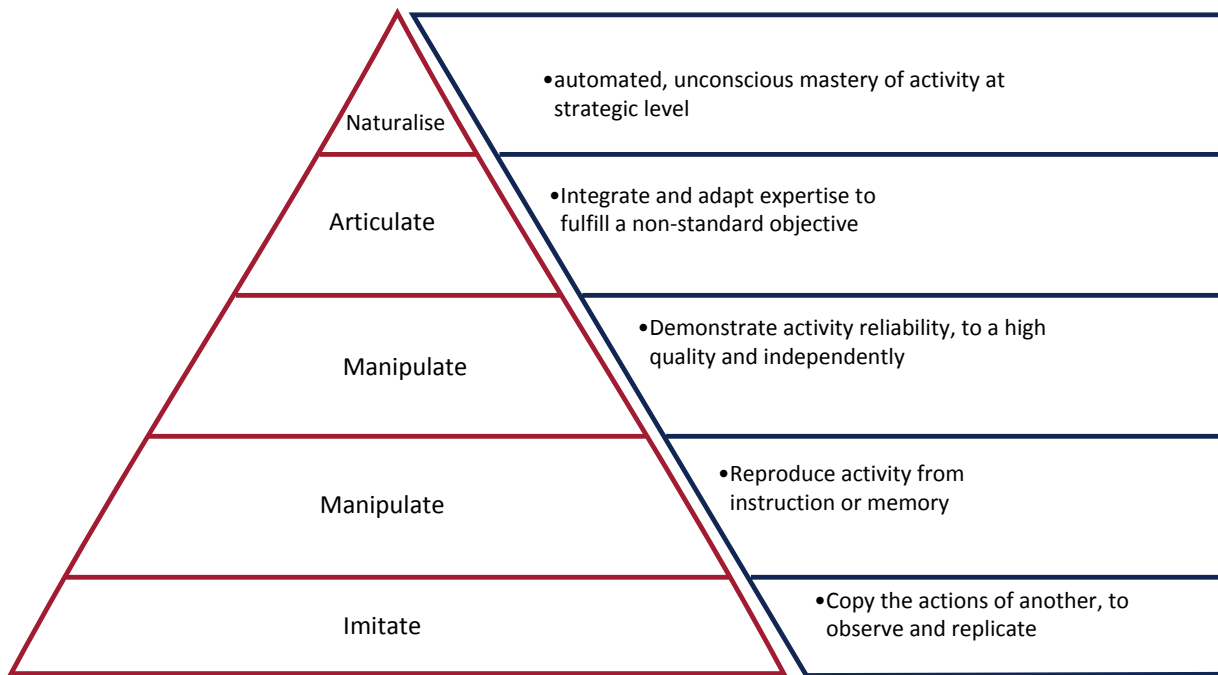 Naturalise
•automated, unconscious mastery of activity at
strategic level
Articulate
•Integrate and adapt expertise to
fulfill a non-standard objective
Manipulate
•Demonstrate activity reliability, to a high
quality and independently
Manipulate
•Reproduce activity from
instruction or memory
Imitate
•Copy the actions of another, to
observe and replicate